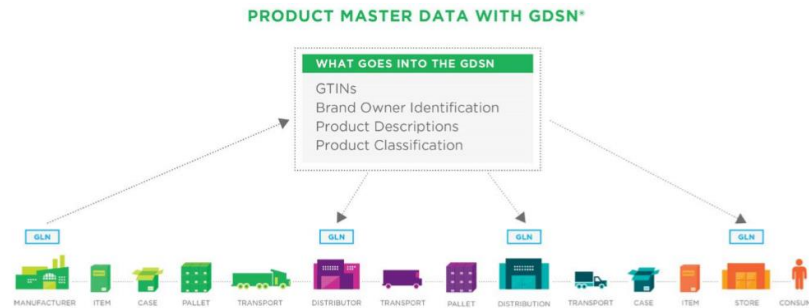 PRODUCT MASTER DATA WITH GDSN*
WHAT GOES INTO THE GDSN
GTINs
Brand Owner Identification
Product Descriptions
Product Classification
GLN GLN GLN GLN
MANUFACTURER ITEM CASE PALLET TRANSPORT DISTRIBUTOR TRANSPORT PALLET DISTRIBUTION TRANSPORT CASE ITEM STORE CONSUM